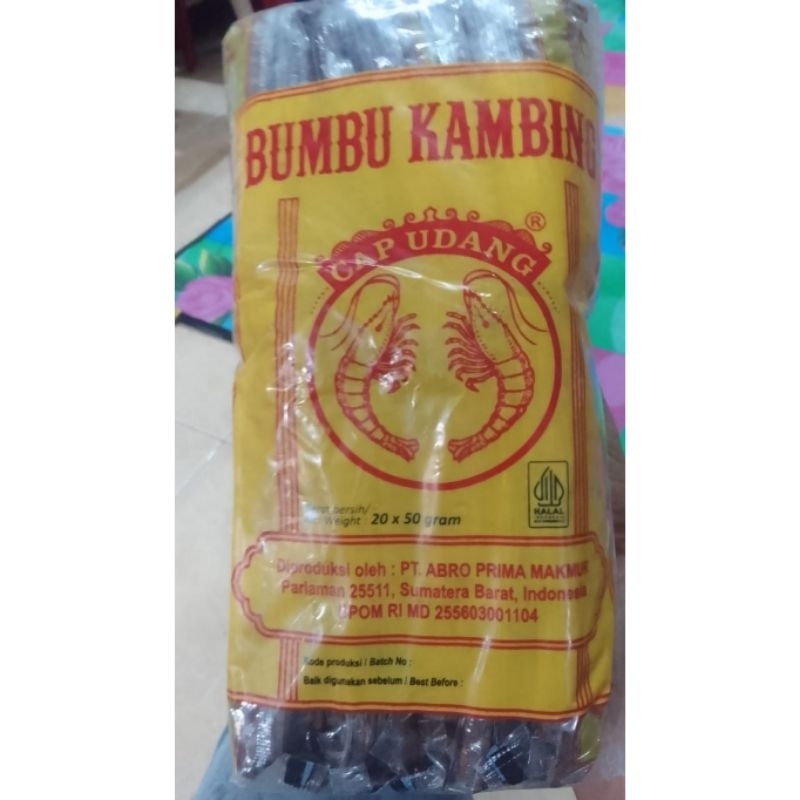 BUMBU KAMBING
CAP UDANG ®
Berat bersih/
Net Weight : 20 x 50 gram
HALAL
INDONESIA
Diproduksi oleh : PT. ABRO PRIMA MAKMUR
Pariaman 25511, Sumatera Barat, Indonesia
BPOM RI MD 255603001104
Kode produksi / Batch No :
Baik digunakan sebelum / Best Before :